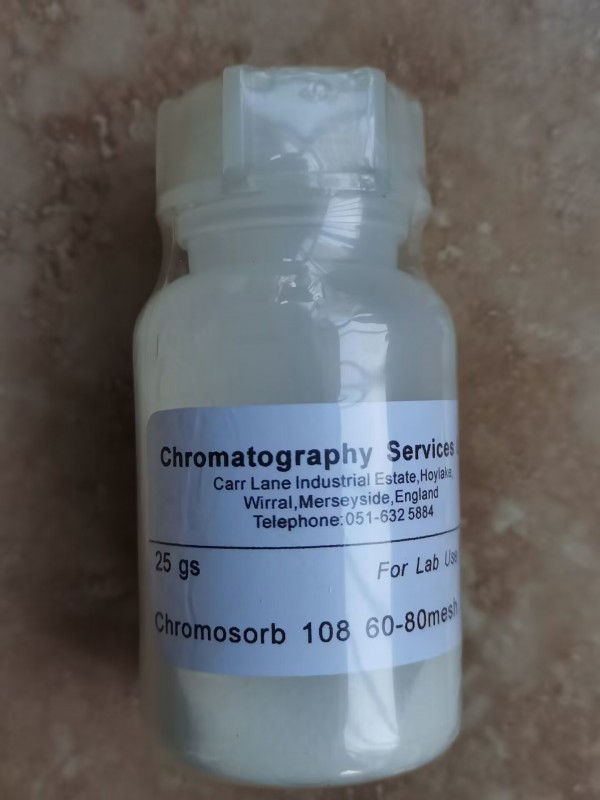 Chromatography Services
Carr Lane Industrial Estate,Hoylake,
Wirral,Merseyside,England
Telephone:051-632 5884
25 gs
For Lab Use
Chromosorb 108 60-80mesh